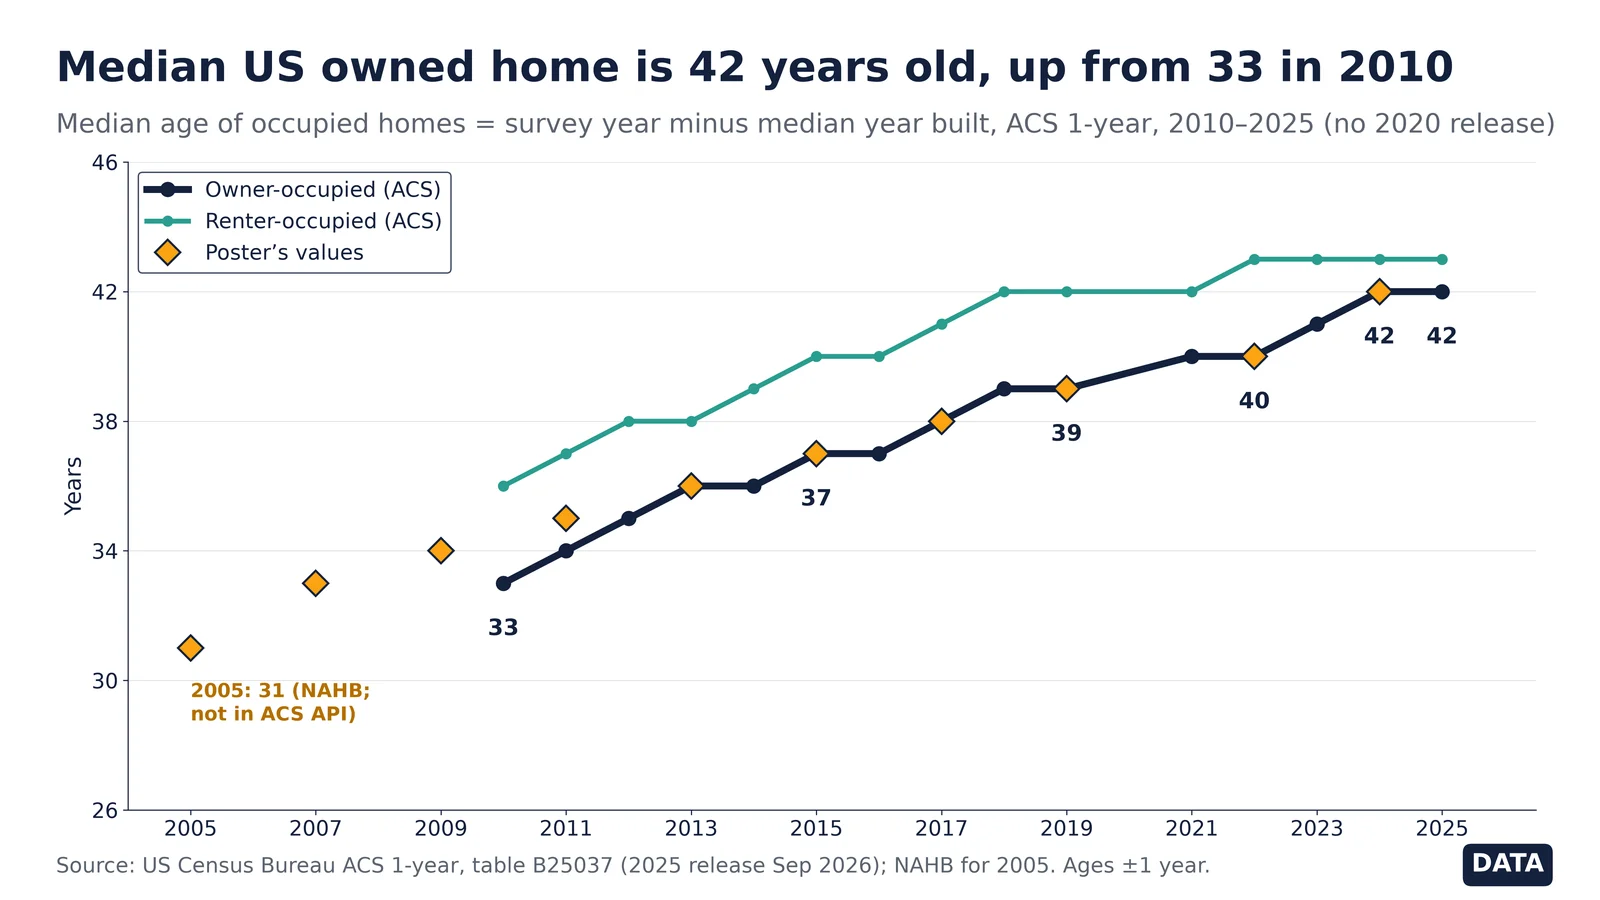 Median US owned home is 42 years old, up from 33 in 2010
Median age of occupied homes = survey year minus median year built, ACS 1-year, 2010–2025 (no 2020 release)
Owner-occupied (ACS)
Renter-occupied (ACS)
Poster’s values
Years
46
42
38
34
30
26
33
37
39
40
42
42
2005: 31 (NAHB;
not in ACS API)
2005 2007 2009 2011 2013 2015 2017 2019 2021 2023 2025
Source: US Census Bureau ACS 1-year, table B25037 (2025 release Sep 2026); NAHB for 2005. Ages ±1 year.
DATA